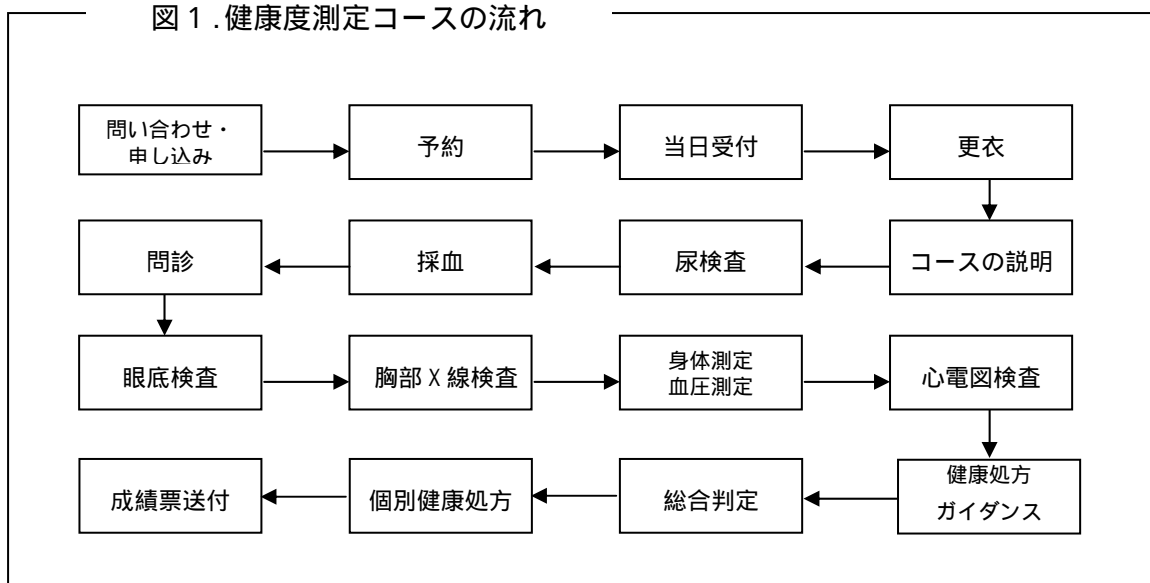 図１.健康度測定コースの流れ
問い合わせ・
申し込み
予約
当日受付
更衣
コースの説明
尿検査
採血
問診
眼底検査
胸部Ｘ線検査
身体測定
血圧測定
心電図検査
健康処方
ガイダンス
総合判定
個別健康処方
成績票送付